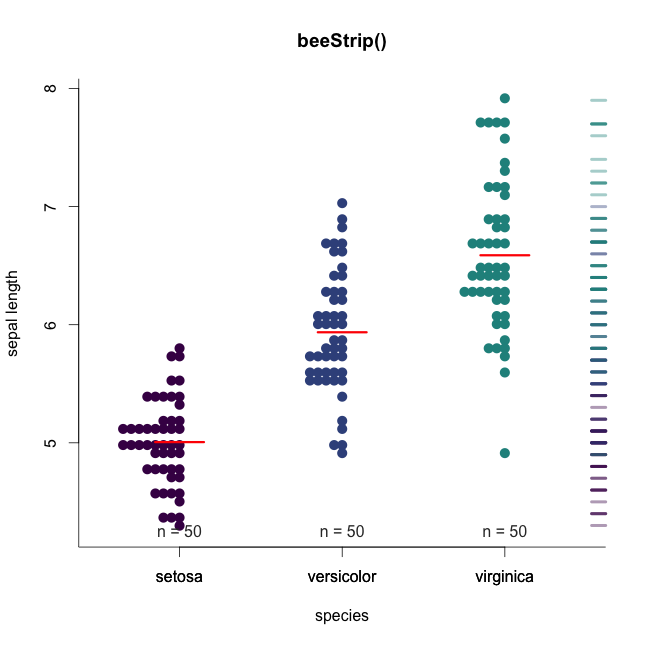 beeStrip()
8
7
6
5
sepal length
n = 50
n = 50
n = 50
setosa
versicolor
virginica
species